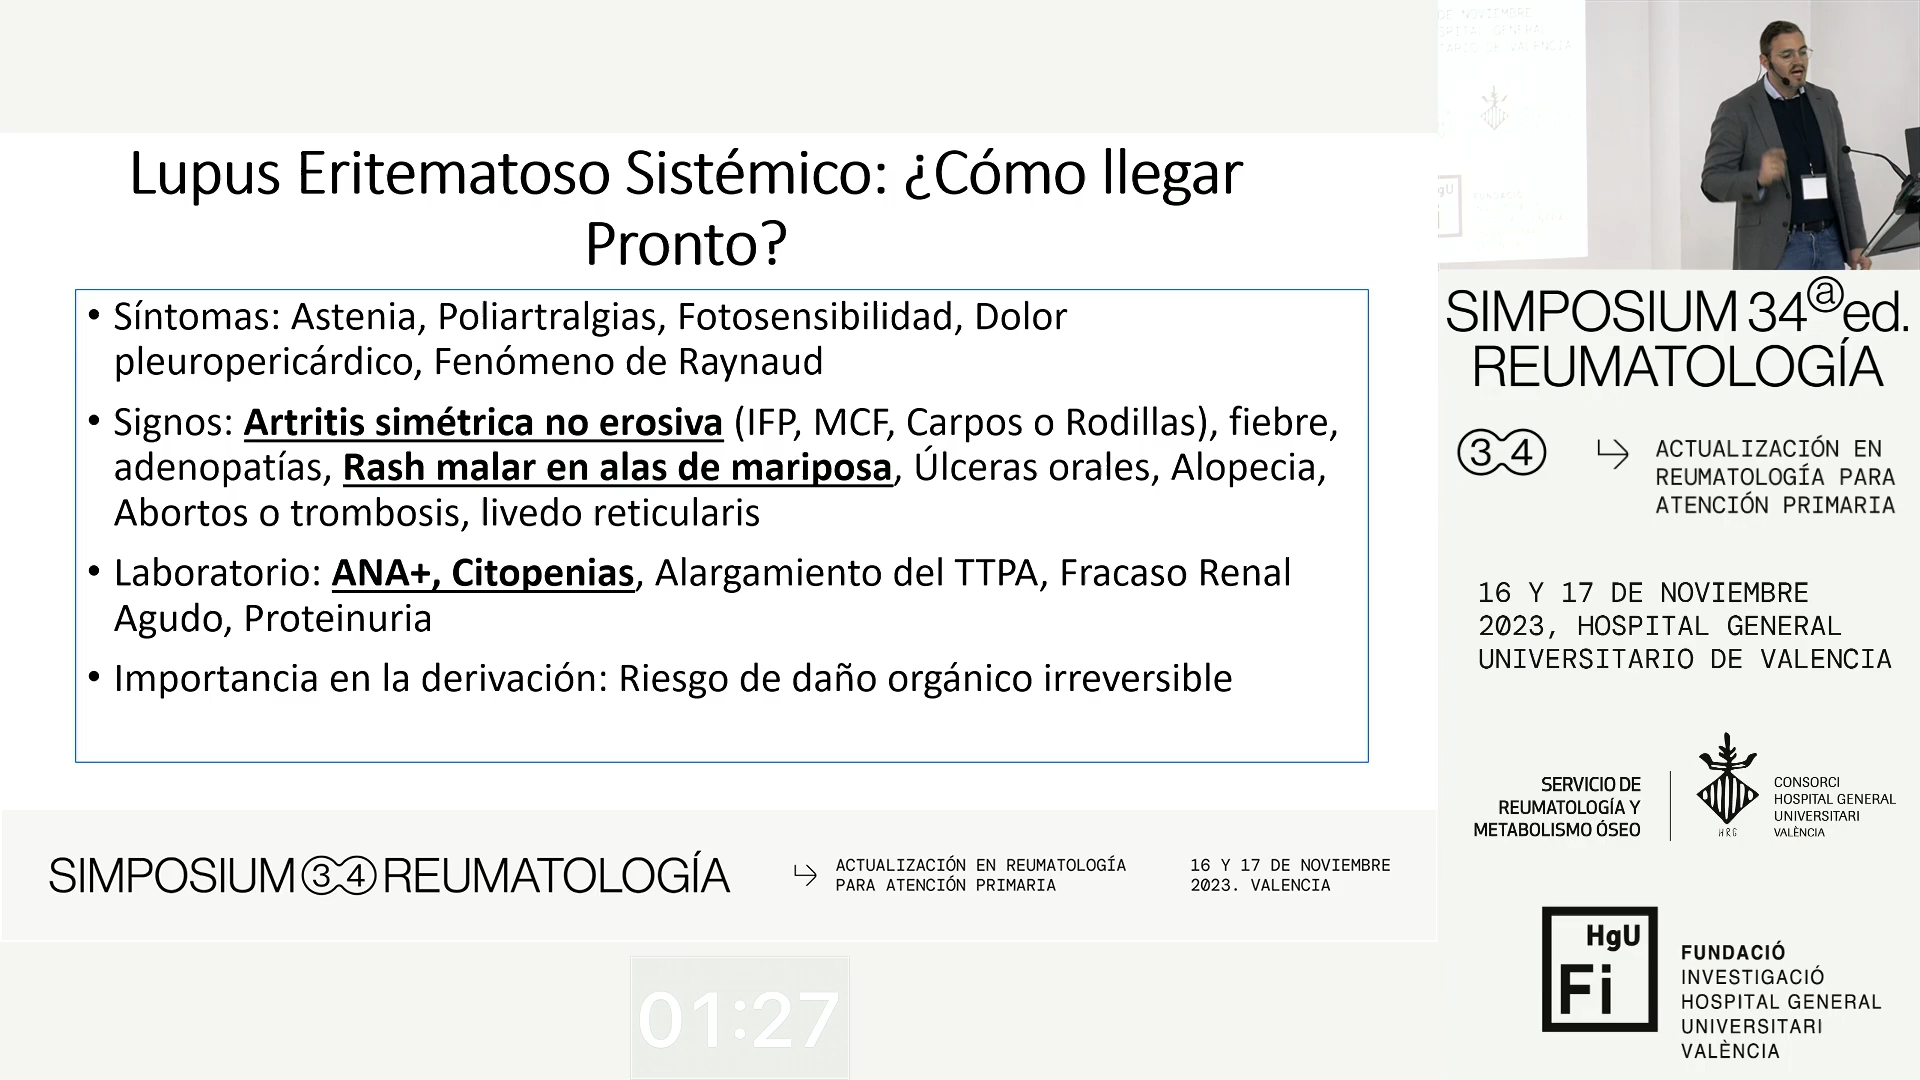 Lupus Eritematoso Sistémico: ¿Cómo llegar
Pronto?
• Síntomas: Astenia, Poliartralgias, Fotosensibilidad, Dolor
pleuropericárdico, Fenómeno de Raynaud
• Signos: Artritis simétrica no erosiva (IFP, MCF, Carpos o Rodillas), fiebre,
adenopatías, Rash malar en alas de mariposa, Úlceras orales, Alopecia,
Abortos o trombosis, livedo reticularis
• Laboratorio: ANA+, Citopenias, Alargamiento del TTPA, Fracaso Renal
Agudo, Proteinuria
• Importancia en la derivación: Riesgo de daño orgánico irreversible
SIMPOSIUM 34 REUMATOLOGÍA
ACTUALIZACIÓN EN REUMATOLOGÍA
PARA ATENCIÓN PRIMARIA
16 Y 17 DE NOVIEMBRE
2023. VALENCIA
01:27
SIMPOSIUM 34ªed.
REUMATOLOGÍA
34
ACTUALIZACIÓN EN
REUMATOLOGÍA PARA
ATENCIÓN PRIMARIA
16 Y 17 DE NOVIEMBRE
2023, HOSPITAL GENERAL
UNIVERSITARIO DE VALENCIA
SERVICIO DE
REUMATOLOGÍA Y
METABOLISMO ÓSEO
HRG
CONSORCI
HOSPITAL GENERAL
UNIVERSITARI
VALÈNCIA
HgU
Fi
FUNDACIÓ
INVESTIGACIÓ
HOSPITAL GENERAL
UNIVERSITARI
VALÈNCIA